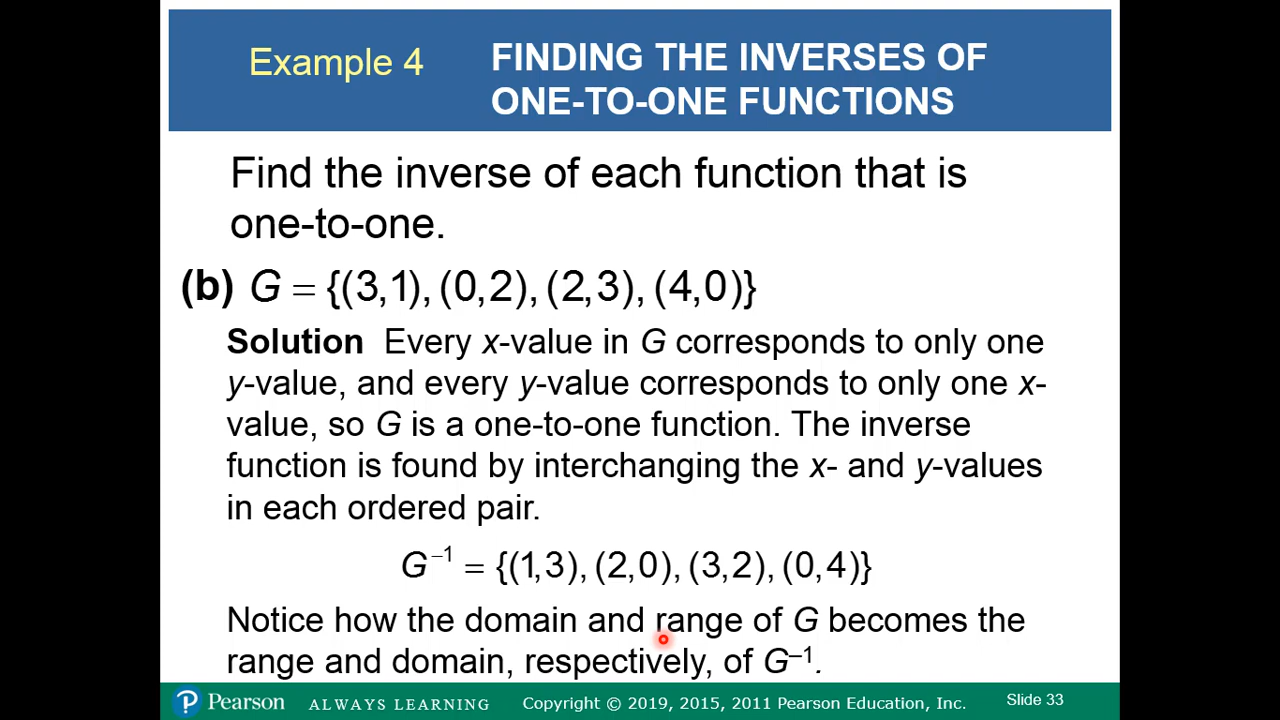 Example 4
FINDING THE INVERSES OF
ONE-TO-ONE FUNCTIONS
Find the inverse of each function that is
one-to-one.
(b) G = {(3,1), (0,2), (2,3), (4,0)}
Solution Every x-value in G corresponds to only one
y-value, and every y-value corresponds to only one x-
value, so G is a one-to-one function. The inverse
function is found by interchanging the x- and y-values
in each ordered pair.
G⁻¹ = {(1,3), (2,0), (3,2), (0,4)}
Notice how the domain and range of G becomes the
range and domain, respectively, of G⁻¹.
Pearson ALWAYS LEARNING Copyright © 2019, 2015, 2011 Pearson Education, Inc. Slide 33